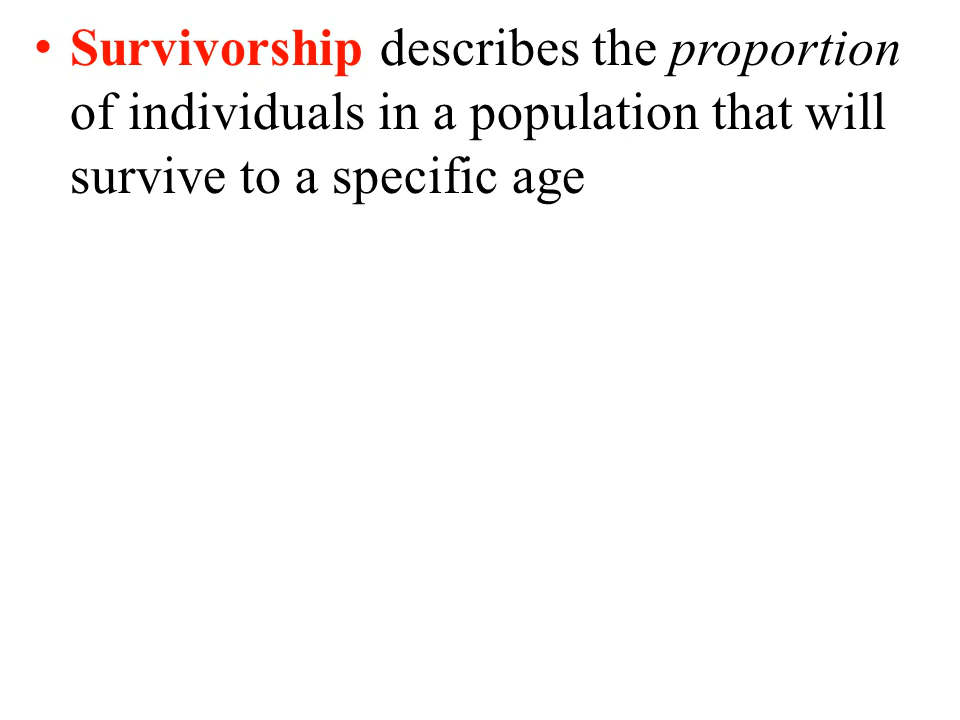 • Survivorship describes the proportion
of individuals in a population that will
survive to a specific age